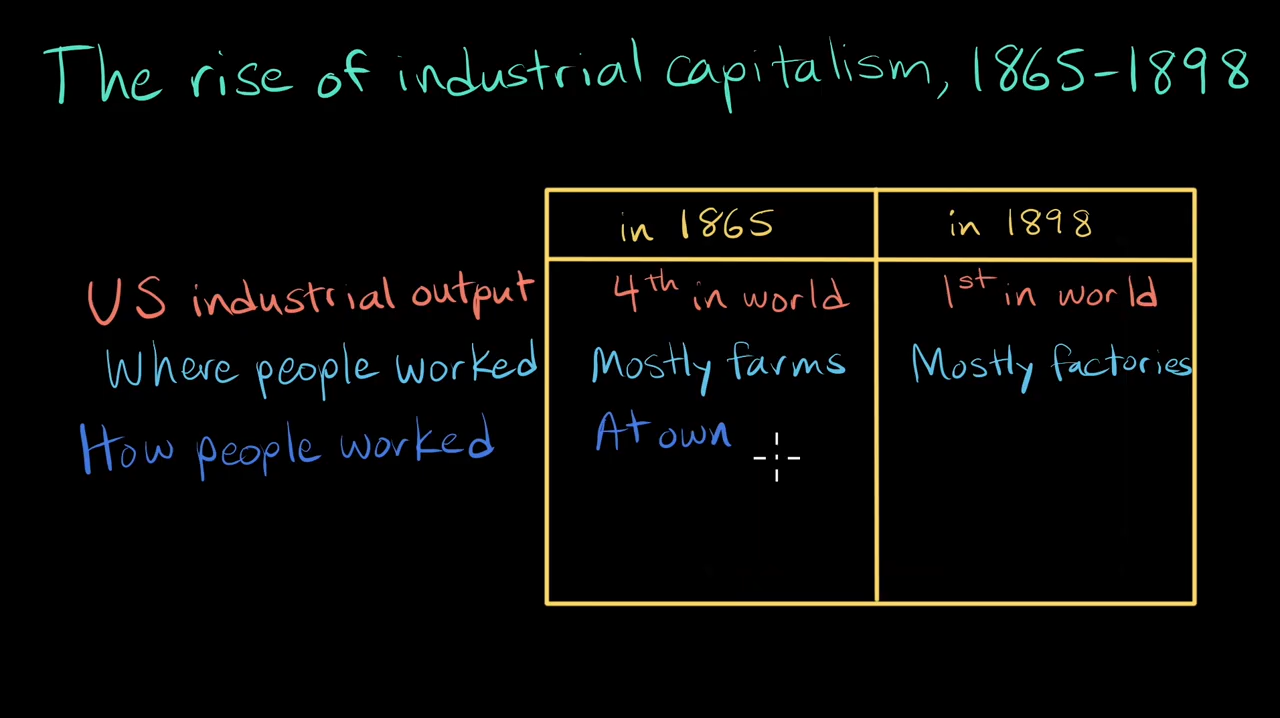 The rise of industrial capitalism, 1865-1898
in 1865 in 1898
US industrial output 4th in world 1st in world
Where people worked Mostly farms Mostly factories
How people worked At own